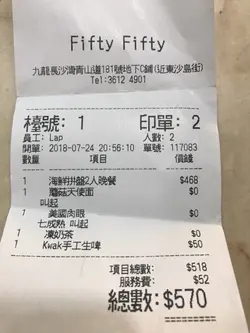 Fifty Fifty
九龍長沙灣青山道181號地下C舖(近東沙島街)
Tel:3612 4901
檯號: 1 印單: 2
員工: Lap 人數: 2
開單: 2018-07-24 20:56:10 單號: 117083
數量 項目 價錢
1 海鮮拼盤2人晚餐 $468
1 蘑菇天使面 $0
叫起
1 美國肉眼 $0
七成熟 叫起
1 凍奶茶 $0
1 Kwak手工生啤 $50
項目總數: $518
服務費: $52
總數: $570